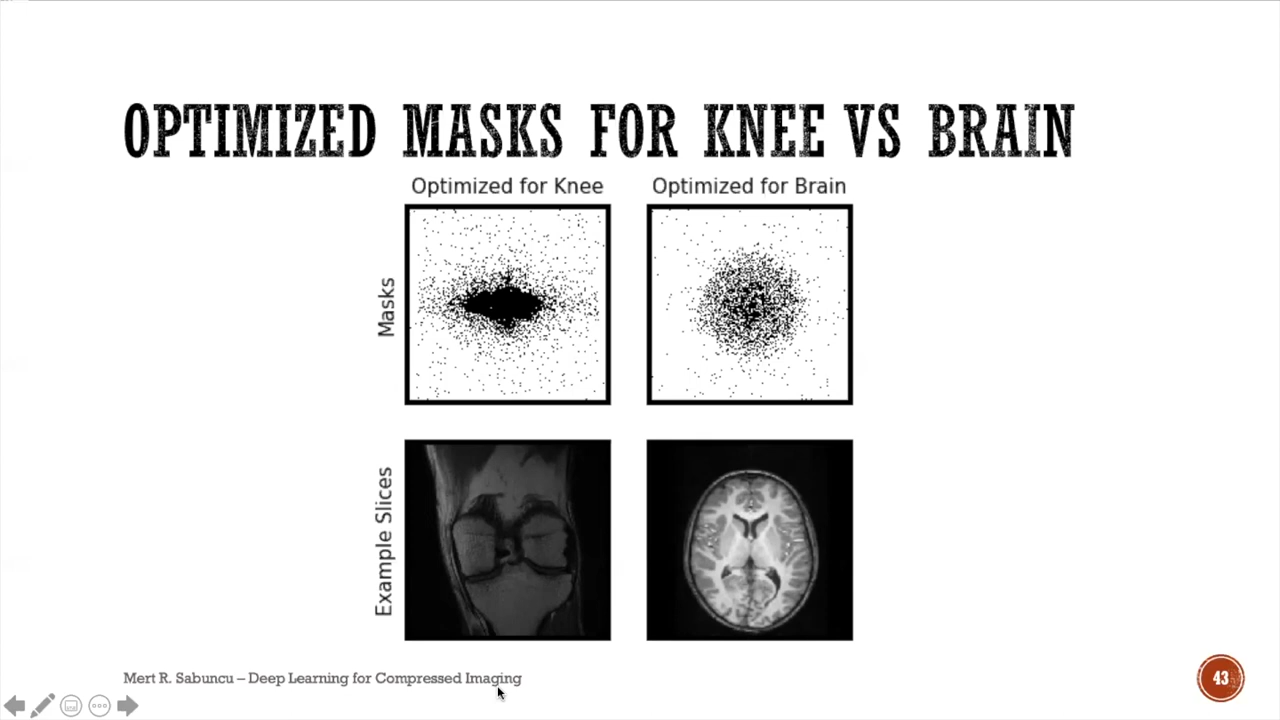 OPTIMIZED MASKS FOR KNEE VS BRAIN
Optimized for Knee
Optimized for Brain
Masks
Example Slices
Mert R. Sabuncu – Deep Learning for Compressed Imaging
43